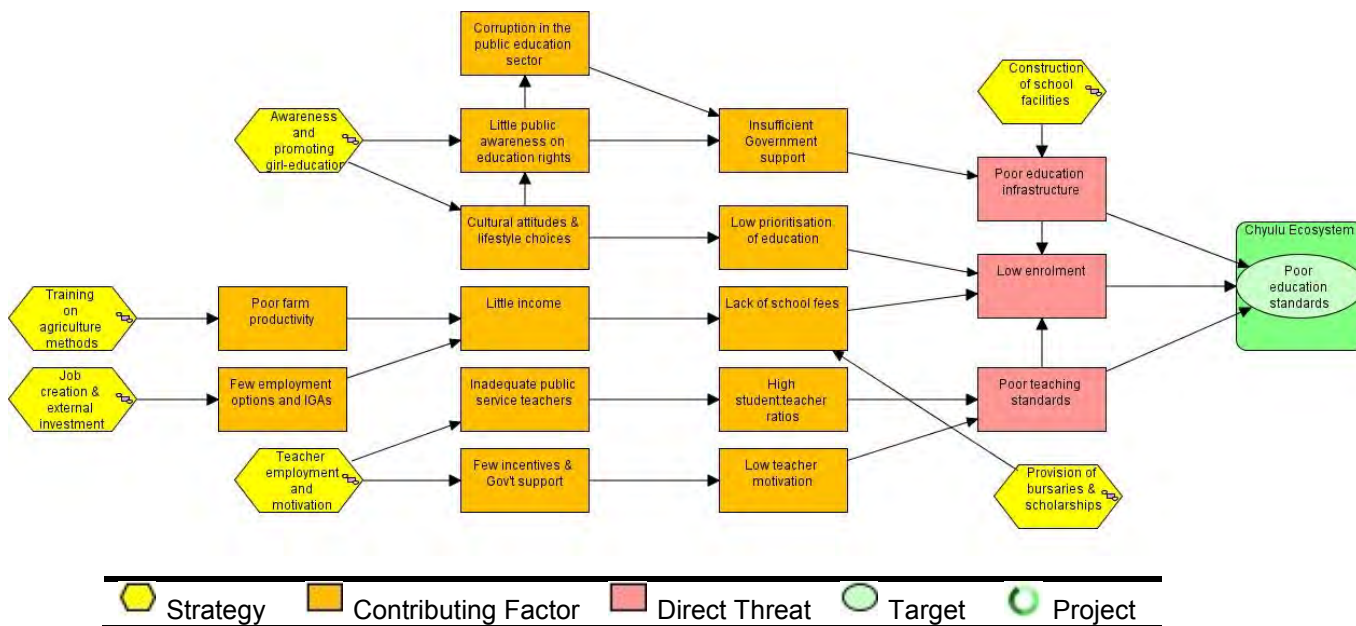 Corruption in the
public education
sector
Construction
of school
facilities
Awareness
and
promoting
girl-education
Little public
awareness on
education rights
Insufficient
Government
support
Poor education
infrastructure
Cultural attitudes &
lifestyle choices
Low prioritisation
of education
Low enrolment
Chyulu Ecosystem
Poor
education
standards
Training
on
agriculture
methods
Poor farm
productivity
Little income
Lack of school fees
Job
creation &
external
investment
Few employment
options and IGAs
Inadequate public
service teachers
High
student:teacher
ratios
Poor teaching
standards
Teacher
employment
and
motivation
Few incentives &
Gov't support
Low teacher
motivation
Provision of
bursaries &
scholarships
Strategy
Contributing Factor
Direct Threat
Target
Project